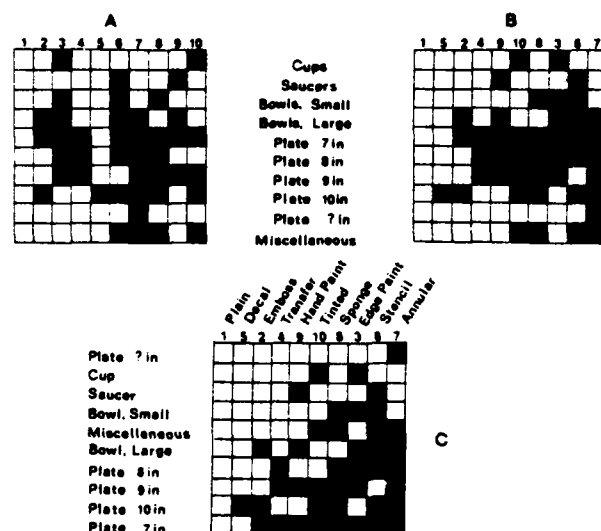 A
B
1 2 3 4 5 6 7 8 9 10
1 5 2 4 9 10 8 3 6 7
Cups
Saucers
Bowls, Small
Bowls, Large
Plate 7in
Plate 8in
Plate 9in
Plate 10in
Plate ?in
Miscellaneous
Plain
Decal
Emboss
Transfer
Hand Paint
Tinted
Sponge
Edge Paint
Stencil
Annular
1 5 2 4 9 10 8 3 6 7
Plate ?in
Cup
Saucer
Bowl, Small
Miscellaneous
Bowl, Large
Plate 8in
Plate 9in
Plate 10in
Plate 7in
C